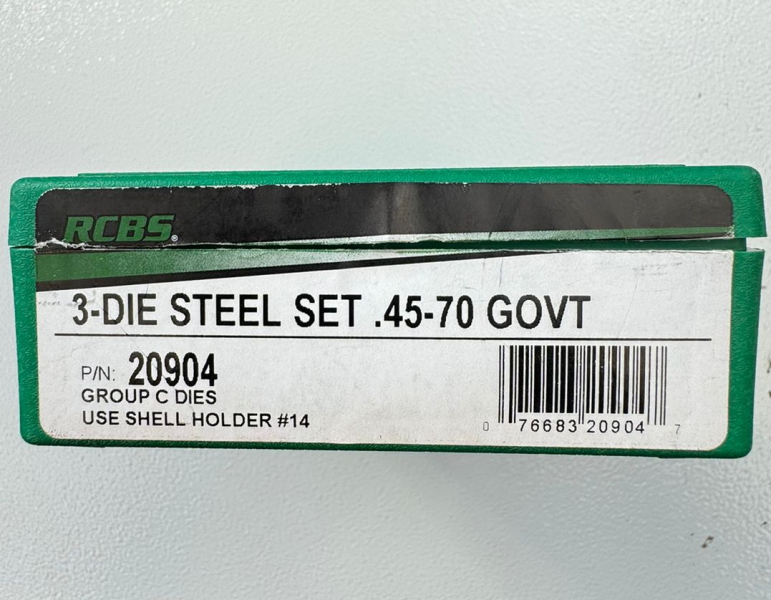 RCBS®
3-DIE STEEL SET .45-70 GOVT
P/N: 20904
GROUP C DIES
USE SHELL HOLDER #14
0 76683 20904 7